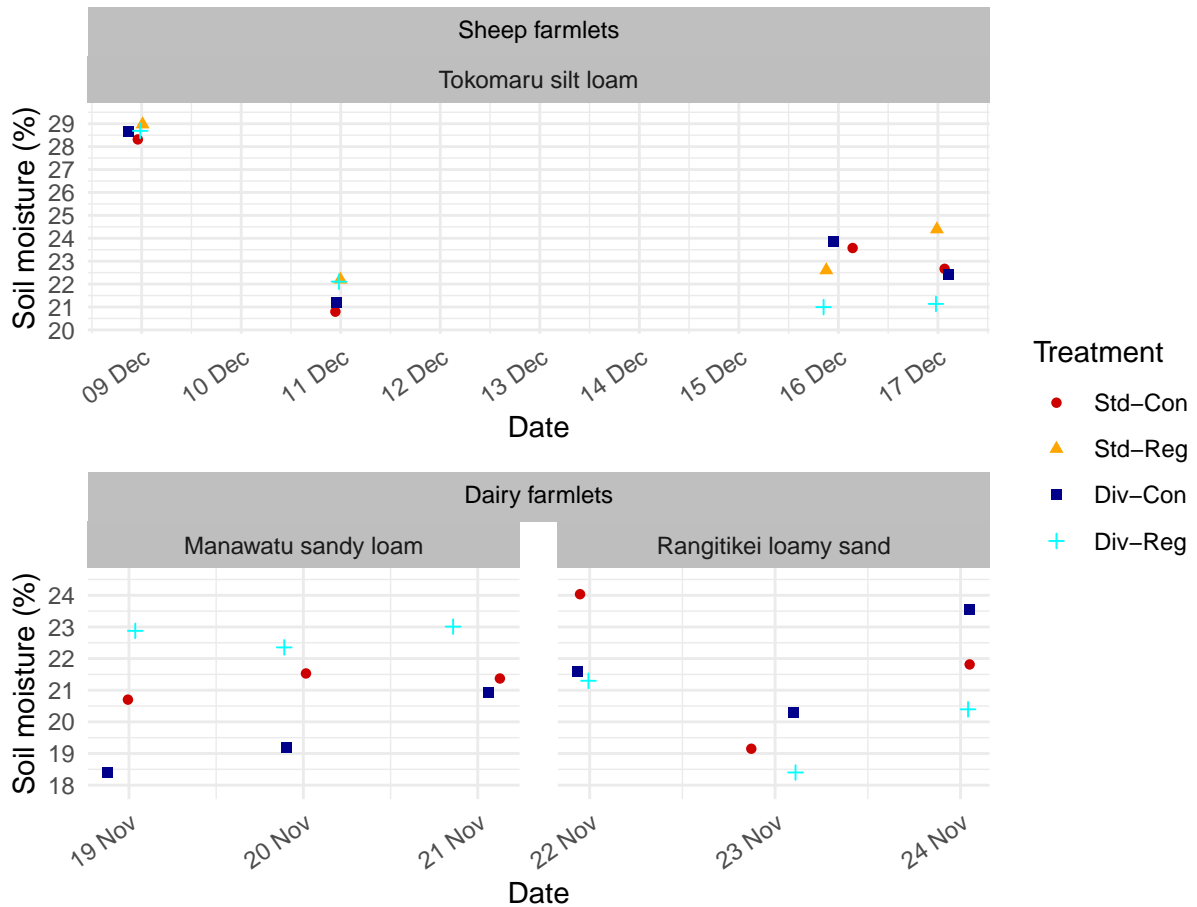 Sheep farmlets
Tokomaru silt loam
Soil moisture (%)
29
28
27
26
25
24
23
22
21
20
09 Dec 10 Dec 11 Dec 12 Dec 13 Dec 14 Dec 15 Dec 16 Dec 17 Dec
Date
Treatment
Std−Con
Std−Reg
Div−Con
Div−Reg
Dairy farmlets
Manawatu sandy loam Rangitikei loamy sand
Soil moisture (%)
24
23
22
21
20
19
18
19 Nov 20 Nov 21 Nov 22 Nov 23 Nov 24 Nov
Date